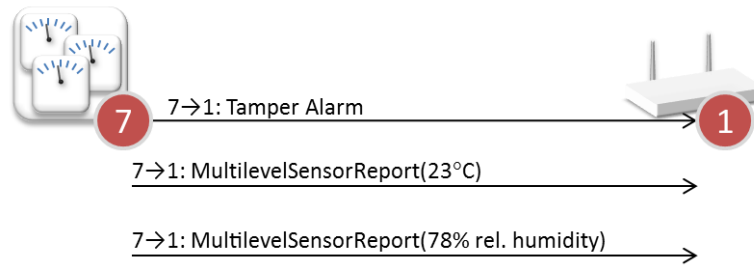 7
1
7→1: Tamper Alarm
7→1: MultilevelSensorReport(23°C)
7→1: MultilevelSensorReport(78% rel. humidity)